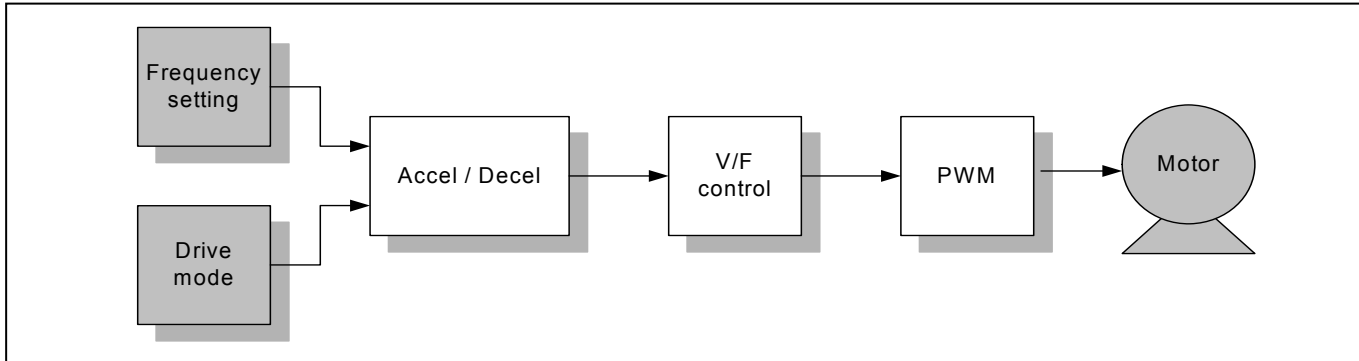 Frequency
setting
Drive
mode
Accel / Decel
V/F
control
PWM
Motor